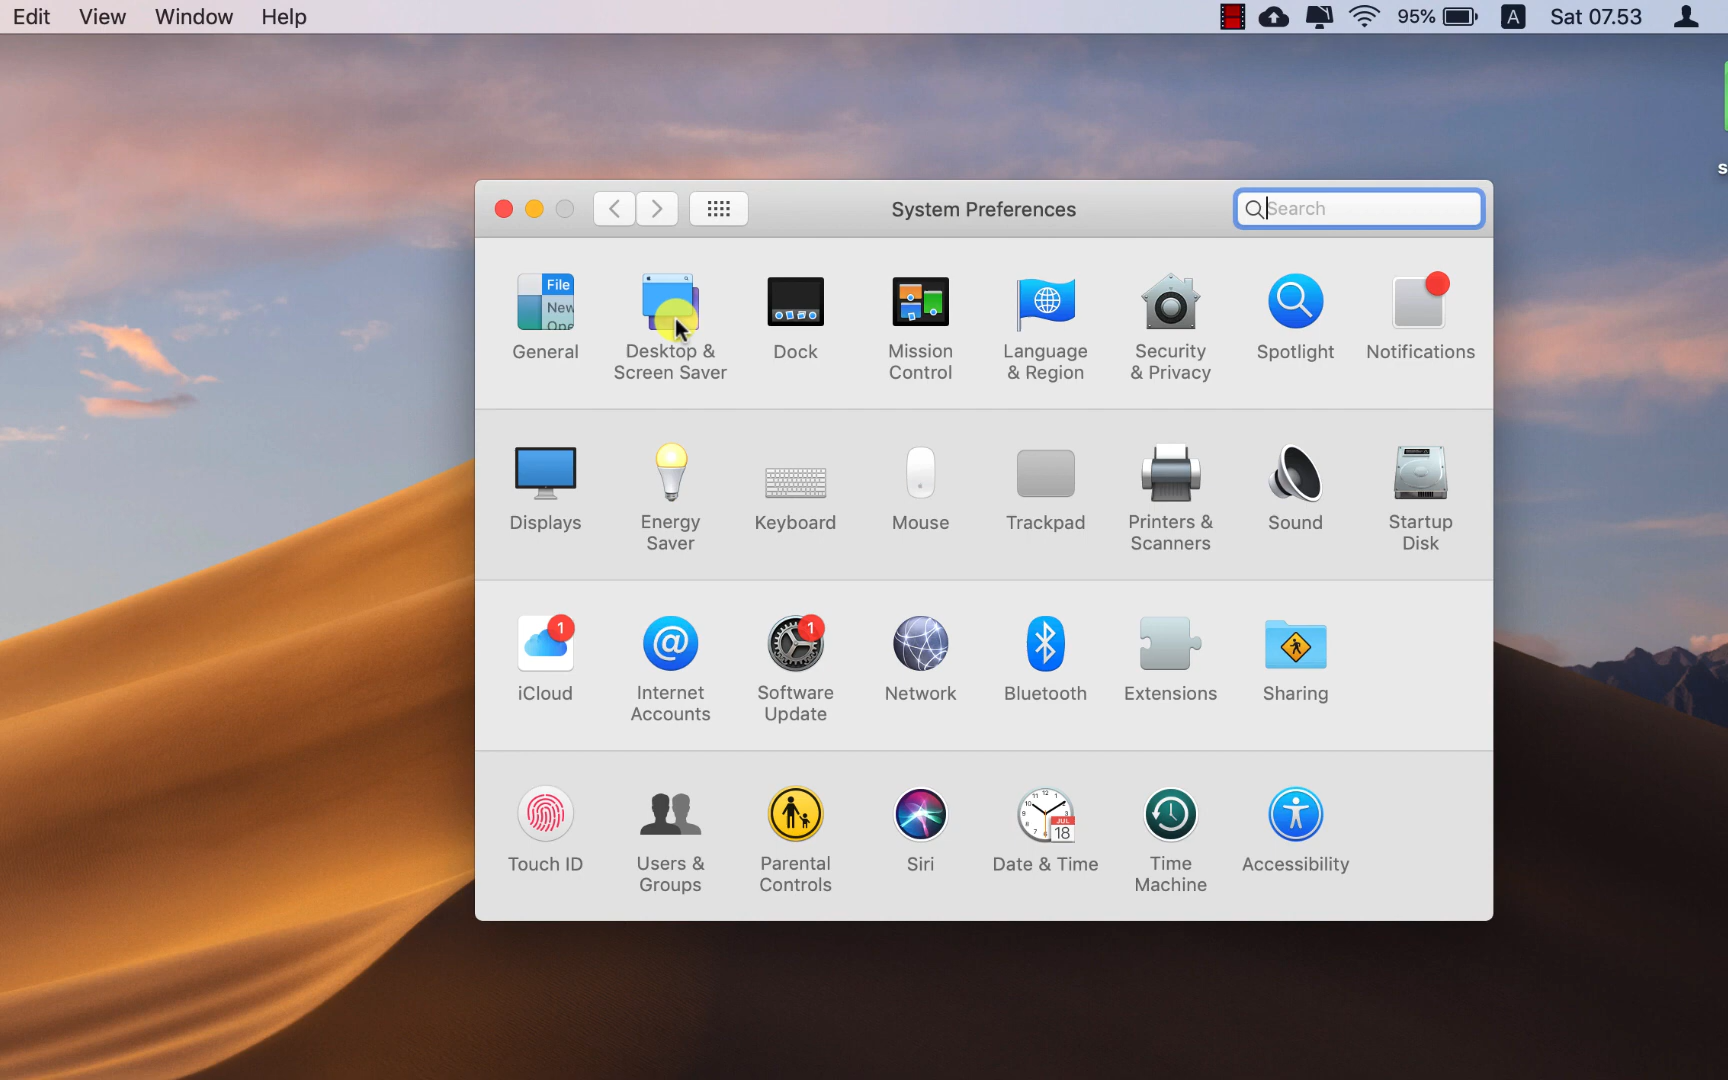 Edit View Window Help 95% A Sat 07.53
s
System Preferences Search
File
New
One
General Desktop & Screen Saver Dock Mission Control Language & Region Security & Privacy Spotlight Notifications
Displays Energy Saver Keyboard Mouse Trackpad Printers & Scanners Sound Startup Disk
1 @ 1
iCloud Internet Accounts Software Update Network Bluetooth Extensions Sharing
JUL
18
Touch ID Users & Groups Parental Controls Siri Date & Time Time Machine Accessibility